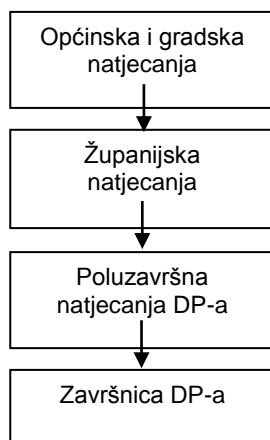 Općinska i gradska
natjecanja
Županijska
natjecanja
Poluzavršna
natjecanja DP-a
Završnica DP-a